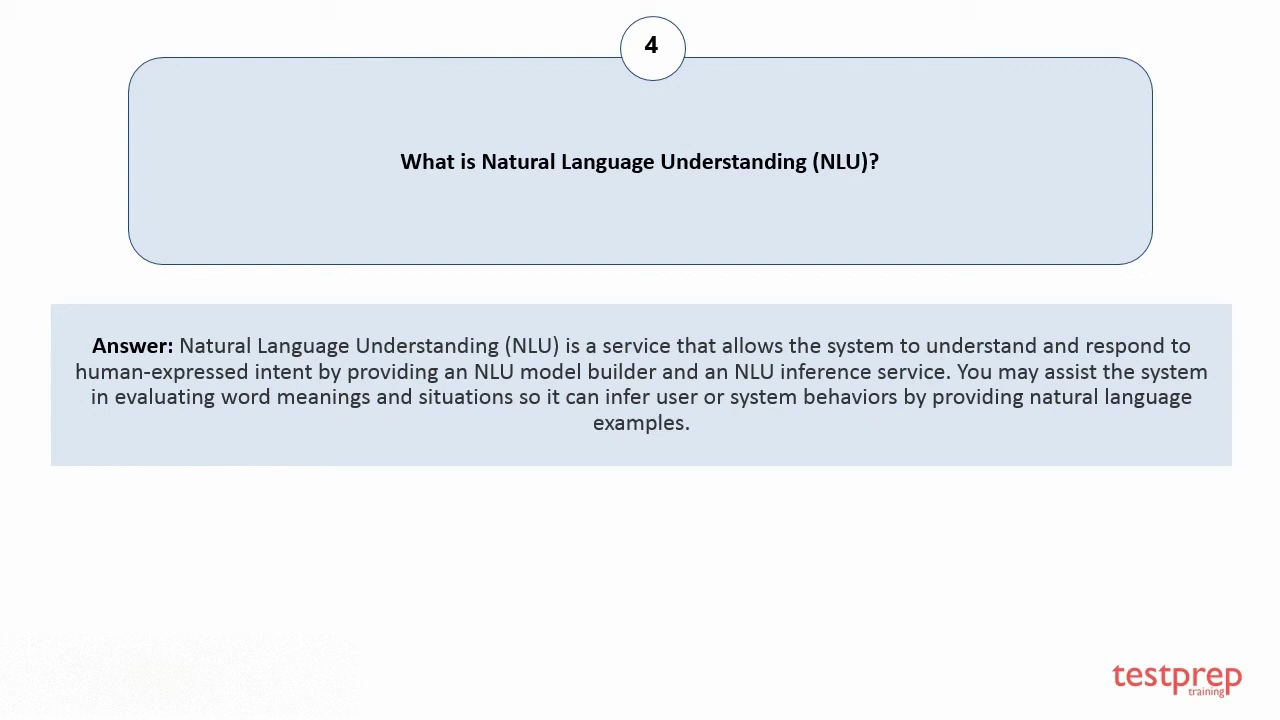 4
What is Natural Language Understanding (NLU)?
Answer: Natural Language Understanding (NLU) is a service that allows the system to understand and respond to
human-expressed intent by providing an NLU model builder and an NLU inference service. You may assist the system
in evaluating word meanings and situations so it can infer user or system behaviors by providing natural language
examples.
testprep
training